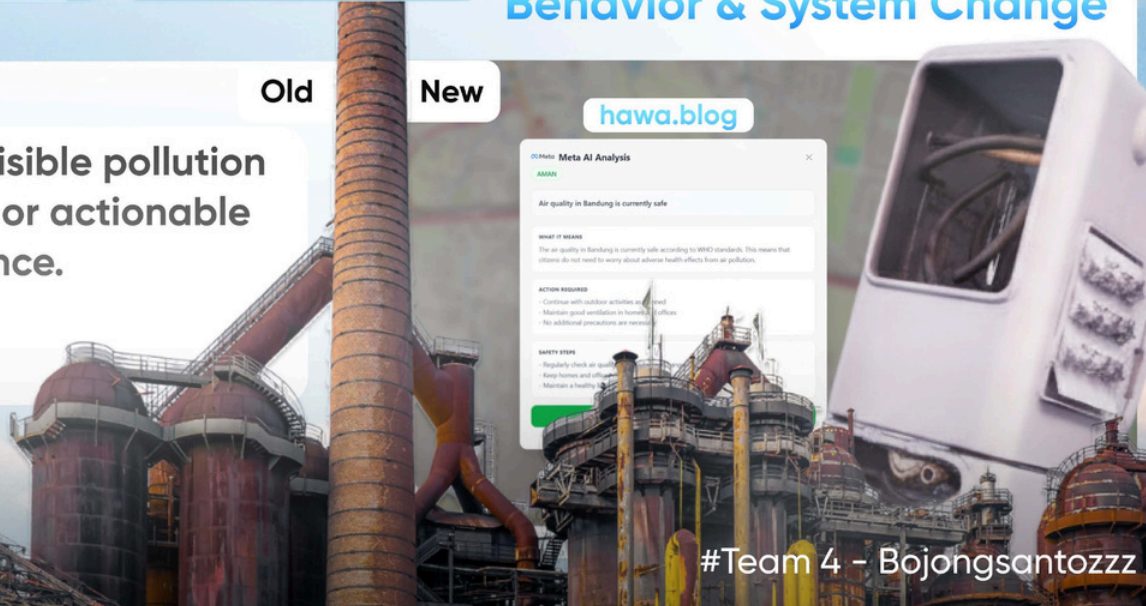 Behavior & System Change
Old
New
isible pollution
or actionable
nce.
hawa.blog
Meta Meta AI Analysis
AMAN
Air quality in Bandung is currently safe
WHAT IT MEANS
The air quality in Bandung is currently safe according to WHO standards. This means that
citizens do not need to worry about adverse health effects from air pollution.
ACTION REQUIRED
- Continue with outdoor activities as
- Maintain good ventilation in homes offices
- No additional precautions are
SAFETY STEPS
- Regularly check air
- Keep homes and
- Maintain a healthy
#Team 4 - Bojongsantozzz